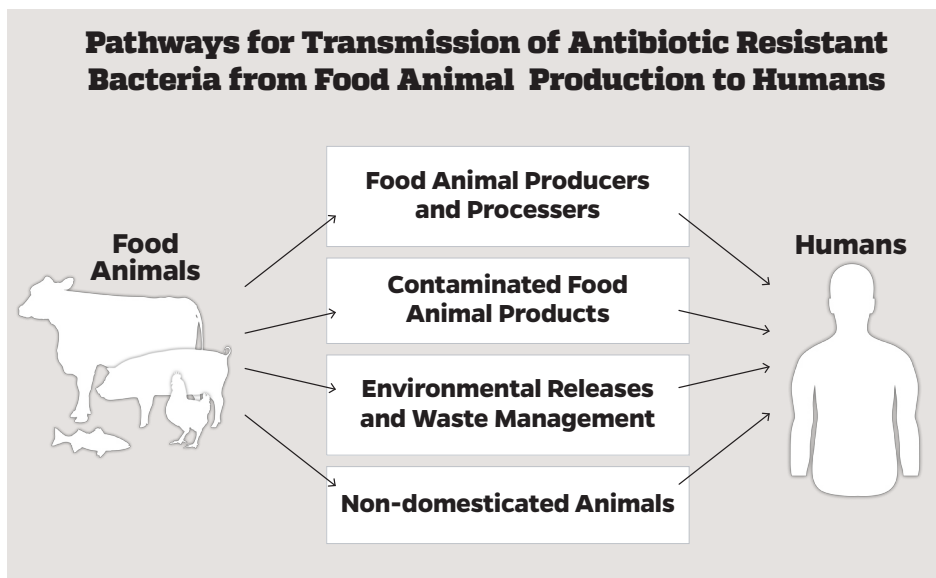 Pathways for Transmission of Antibiotic Resistant
Bacteria from Food Animal Production to Humans
Food
Animals
Food Animal Producers
and Processers
Contaminated Food
Animal Products
Environmental Releases
and Waste Management
Non-domesticated Animals
Humans